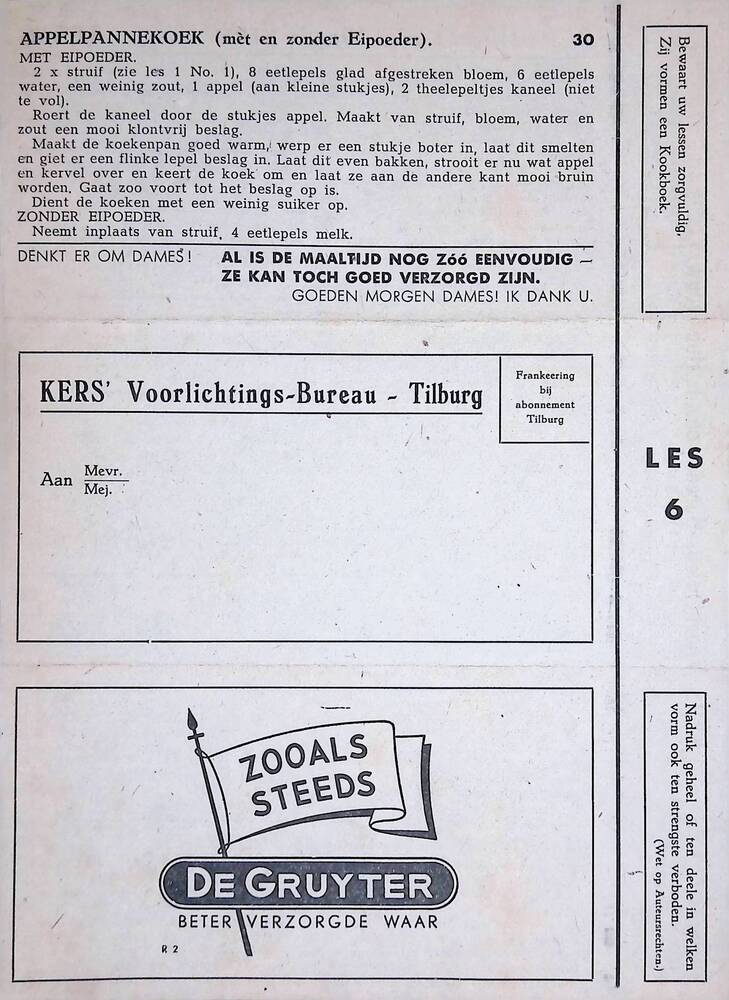 APPELPANNEKOEK (mèt en zonder Eipoeder). 30
MET EIPOEDER.
2 x struif (zie les 1 No. 1), 8 eetlepels glad afgestreken bloem, 6 eetlepels
water, een weinig zout, 1 appel (aan kleine stukjes), 2 theelepeltjes kaneel (niet
te vol).
Roert de kaneel door de stukjes appel. Maakt van struif, bloem, water en
zout een mooi klontvrij beslag.
Maakt de koekenpan goed warm, werp er een stukje boter in, laat dit smelten
en giet er een flinke lepel beslag in. Laat dit even bakken, strooit er nu wat appel
en kervel over en keert de koek om en laat ze aan de andere kant mooi bruin
worden. Gaat zoo voort tot het beslag op is.
Dient de koeken met een weinig suiker op.
ZONDER EIPOEDER.
Neemt inplaats van struif, 4 eetlepels melk.
DENKT ER OM DAMES! AL IS DE MAALTIJD NOG Zóó EENVOUDIG —
ZE KAN TOCH GOED VERZORGD ZIJN.
GOEDEN MORGEN DAMES! IK DANK U.
Bewaart uw lessen zorgvuldig,
Zij vormen een Kookboek.
KERS' Voorlichtings-Bureau - Tilburg
Frankeering
bij
abonnement
Tilburg
Aan Mevr.
Mej.
LES
6
ZOOALS
STEEDS
DE GRUYTER
BETER VERZORGDE WAAR
R 2
Nadruk geheel of ten deele in welken
vorm ook ten strengste verboden.
(Wet op Auteursrechten.)